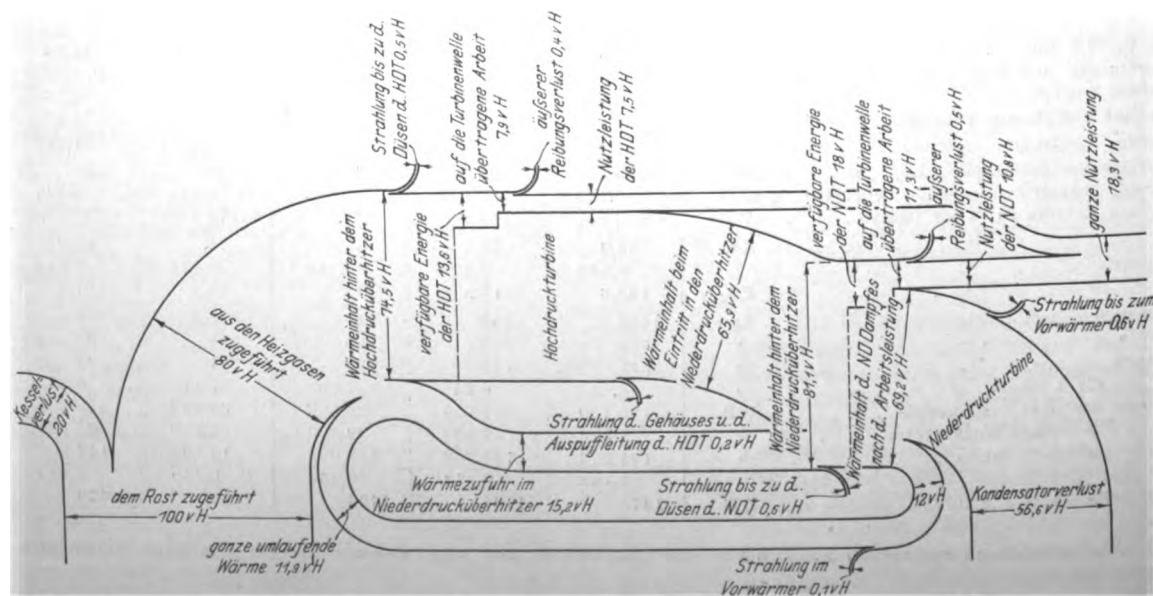 Strahlung bis zu d.
Düsen d. HDT 0,5 v H
auf die Turbinenwelle
übertragene Arbeit
7,9 v H
äußerer
Reibungsverlust 0,4 v H
Nutzleistung
der HDT 7,5 v H
verfügbare Energie
der NDT 18 v H
auf die Turbinenwelle
übertragene Arbeit
11,3 v H
äußerer
Reibungsverlust 0,5 v H
Nutzleistung
der NDT 10,8 v H
ganze Nutzleistung
18,3 v H
Kessel-
verlust
20 v H
aus den Heizgasen
zugeführt
80 v H
Wärmeinhalt hinter dem
Hochdrucküberhitzer
74,5 v H
verfügbare Energie
der HDT 13,6 v H
Hochdruckturbine
Wärmeinhalt beim
Eintritt in den
Niederdrucküberhitzer
65,9 v H
Wärmeinhalt hinter dem
Niederdrucküberhitzer
81,1 v H
Wärmeinhalt d. ND Dampfes
nach d. Arbeitsleistung
69,2 v H
Strahlung bis zum
Vorwärmer 0,6 v H
Niederdruckturbine
Strahlung d. Gehäuses u. d.
Auspuffleitung d. HDT 0,2 v H
Wärmezufuhr im
Niederdrucküberhitzer 15,2 v H
Strahlung bis zu d.
Düsen d. NDT 0,6 v H
12 v H
Kondensatorverlust
56,6 v H
dem Rost zugeführt
100 v H
ganze umlaufende
Wärme 11,9 v H
Strahlung im
Vorwärmer 0,1 v H